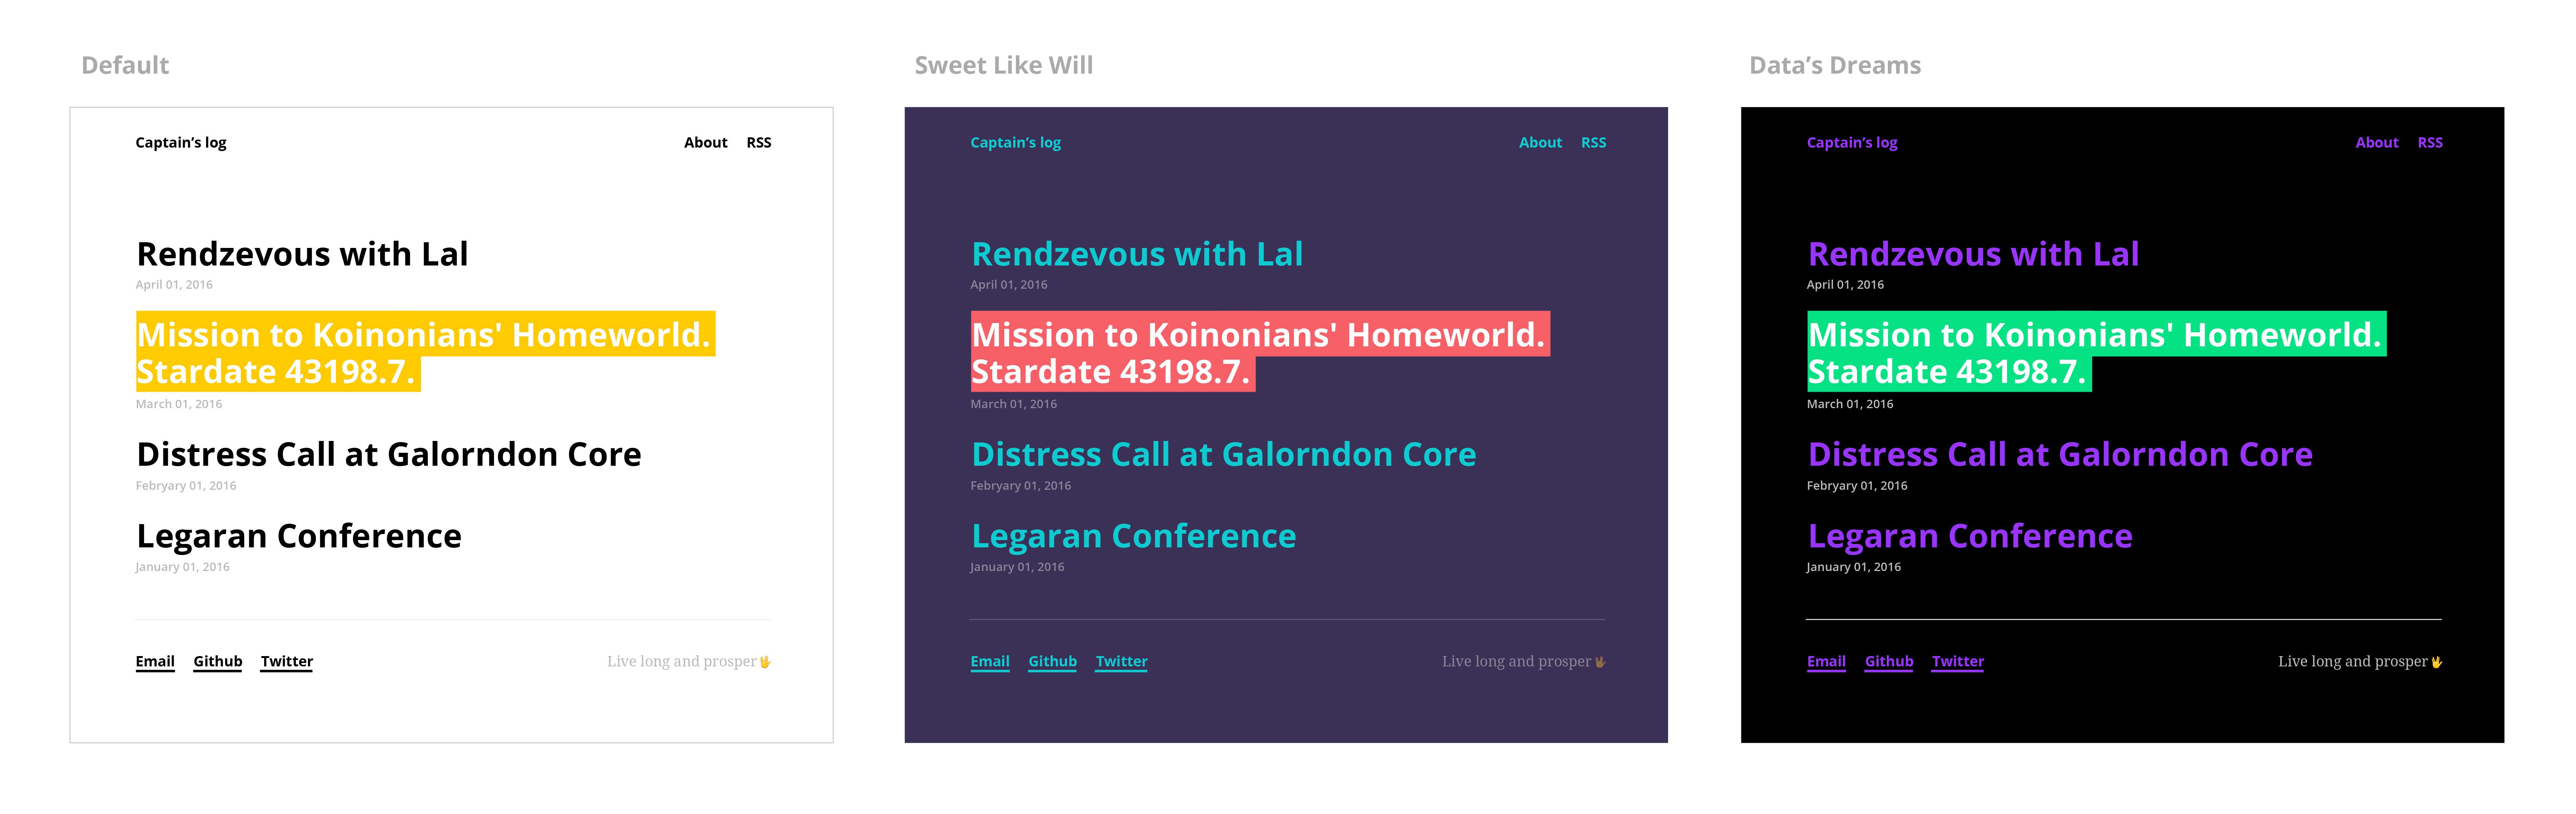 Default
Captain’s log About RSS
Rendzevous with Lal
April 01, 2016
Mission to Koinonians' Homeworld.
Stardate 43198.7.
March 01, 2016
Distress Call at Galorndon Core
Febryary 01, 2016
Legaran Conference
January 01, 2016
Email Github Twitter Live long and prosper🖖
Sweet Like Will
Captain’s log About RSS
Rendzevous with Lal
April 01, 2016
Mission to Koinonians' Homeworld.
Stardate 43198.7.
March 01, 2016
Distress Call at Galorndon Core
Febryary 01, 2016
Legaran Conference
January 01, 2016
Email Github Twitter Live long and prosper🖖
Data’s Dreams
Captain’s log About RSS
Rendzevous with Lal
April 01, 2016
Mission to Koinonians' Homeworld.
Stardate 43198.7.
March 01, 2016
Distress Call at Galorndon Core
Febryary 01, 2016
Legaran Conference
January 01, 2016
Email Github Twitter Live long and prosper🖖